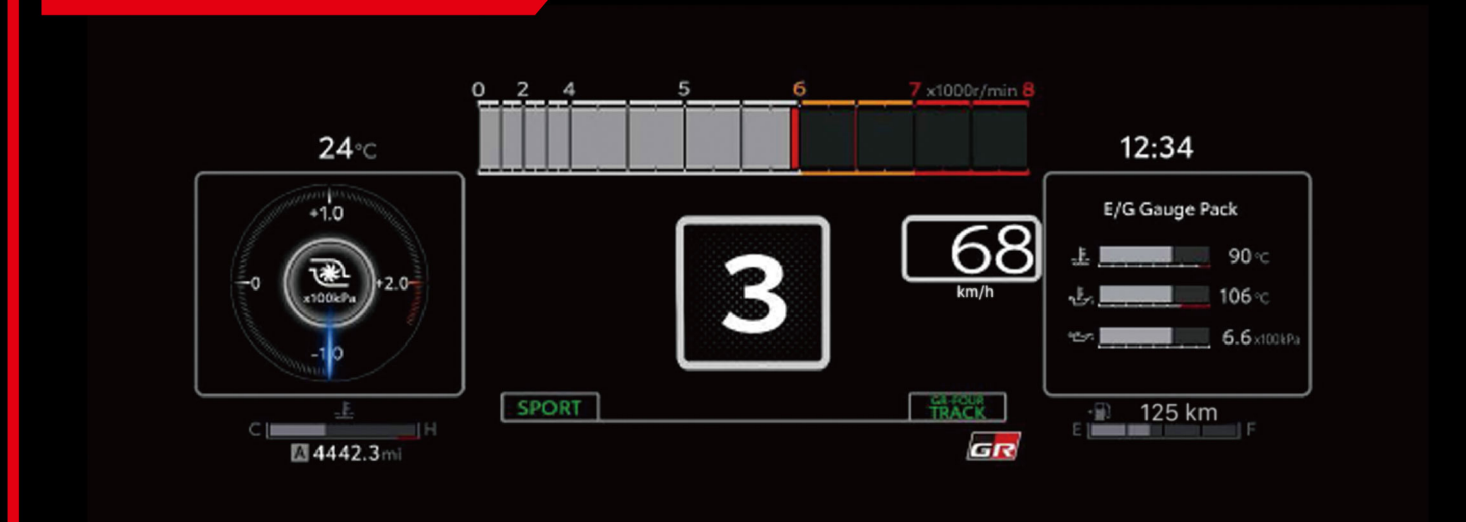 0 2 4 5 6 7 x1000r/min 8
24°C
12:34
+1.0
0
+2.0
x100kPa
-1.0
3
68
km/h
E/G Gauge Pack
90°C
106°C
6.6 x100kPa
SPORT
GR-FOUR
TRACK
C H
A 4442.3 mi
GR
125 km
E F